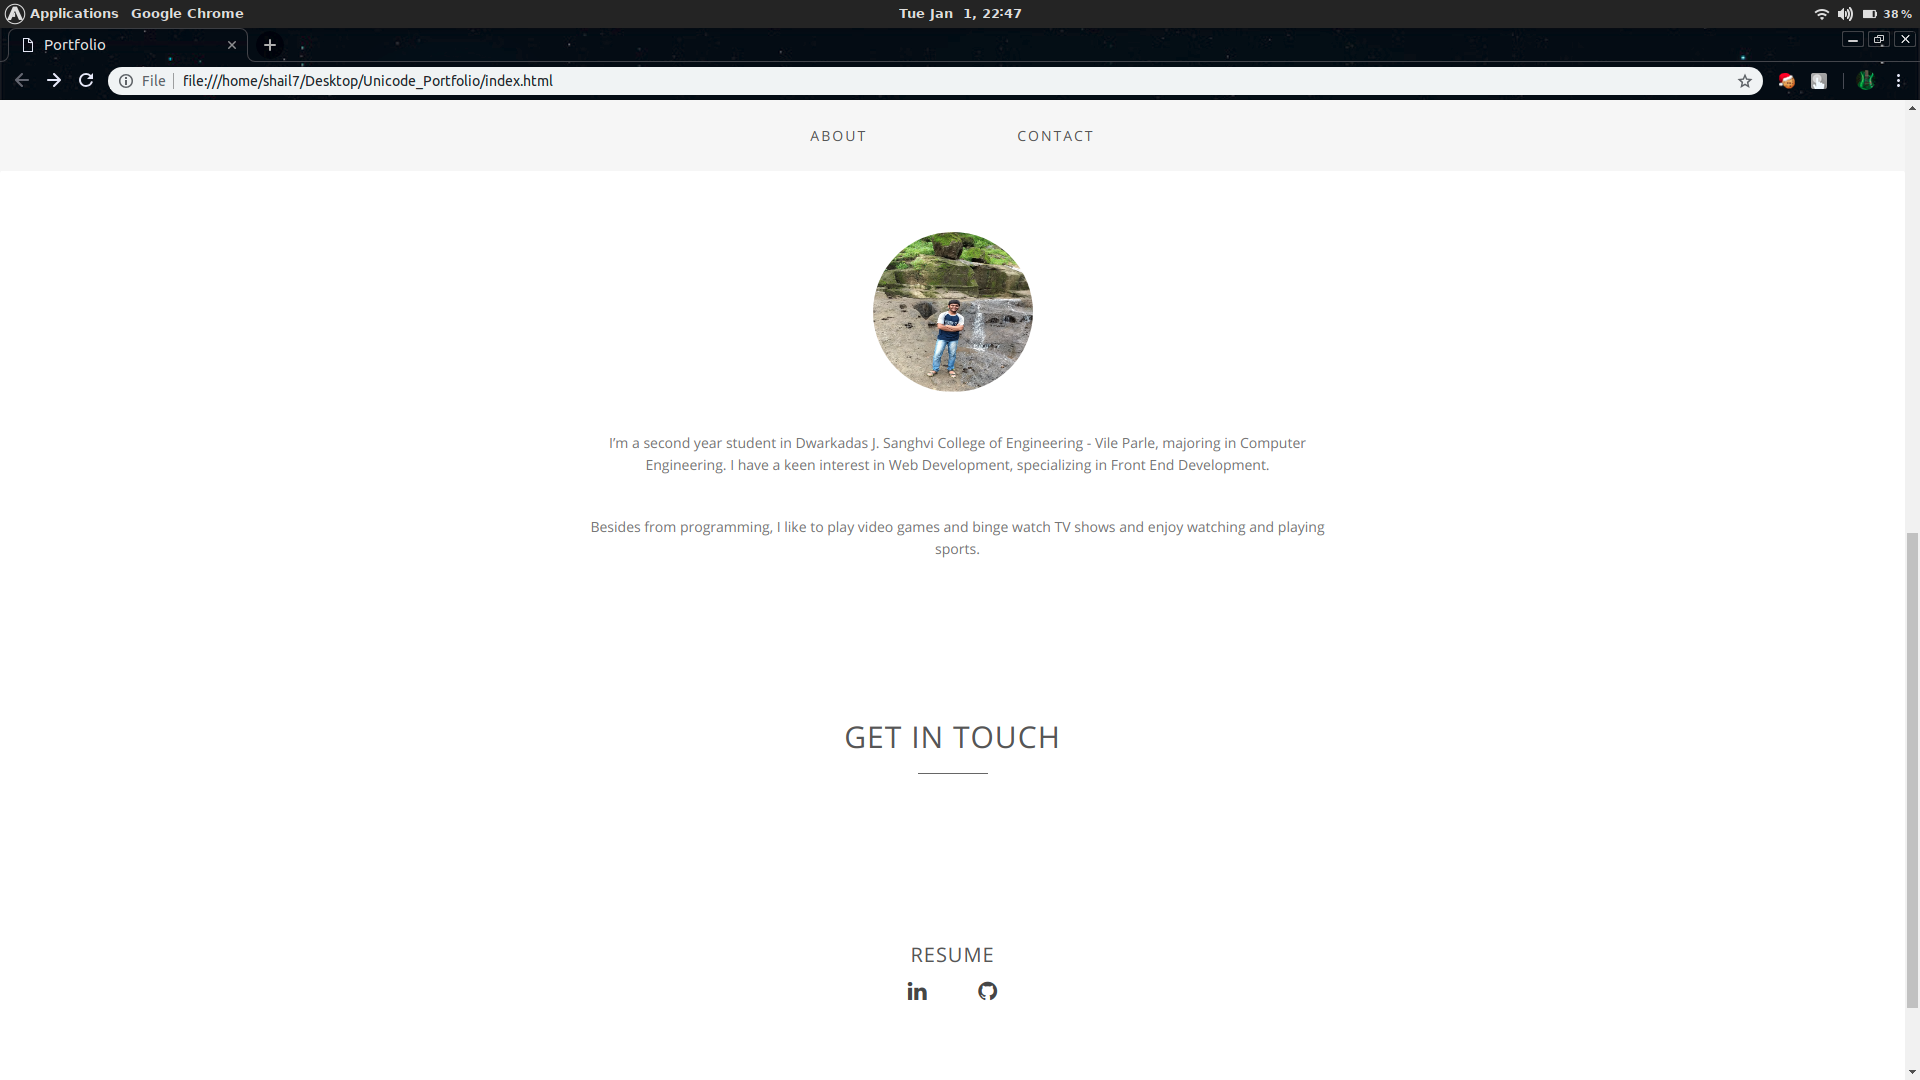 Applications Google Chrome Tue Jan 1, 22:47 38%
Portfolio
File file:///home/shail7/Desktop/Unicode_Portfolio/index.html
ABOUT CONTACT
I'm a second year student in Dwarkadas J. Sanghvi College of Engineering - Vile Parle, majoring in Computer
Engineering. I have a keen interest in Web Development, specializing in Front End Development.
Besides from programming, I like to play video games and binge watch TV shows and enjoy watching and playing
sports.
GET IN TOUCH
RESUME
in